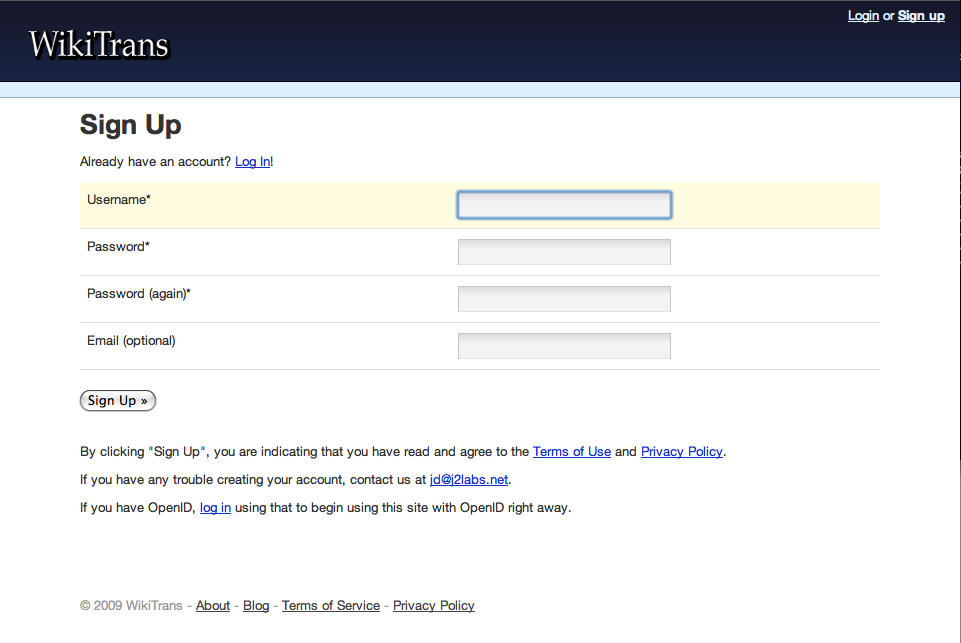 Login or Sign up
WikiTrans
Sign Up
Already have an account? Log In!
Username*
Password*
Password (again)*
Email (optional)
Sign Up »
By clicking "Sign Up", you are indicating that you have read and agree to the Terms of Use and Privacy Policy.
If you have any trouble creating your account, contact us at jd@j2labs.net.
If you have OpenID, log in using that to begin using this site with OpenID right away.
© 2009 WikiTrans - About - Blog - Terms of Service - Privacy Policy